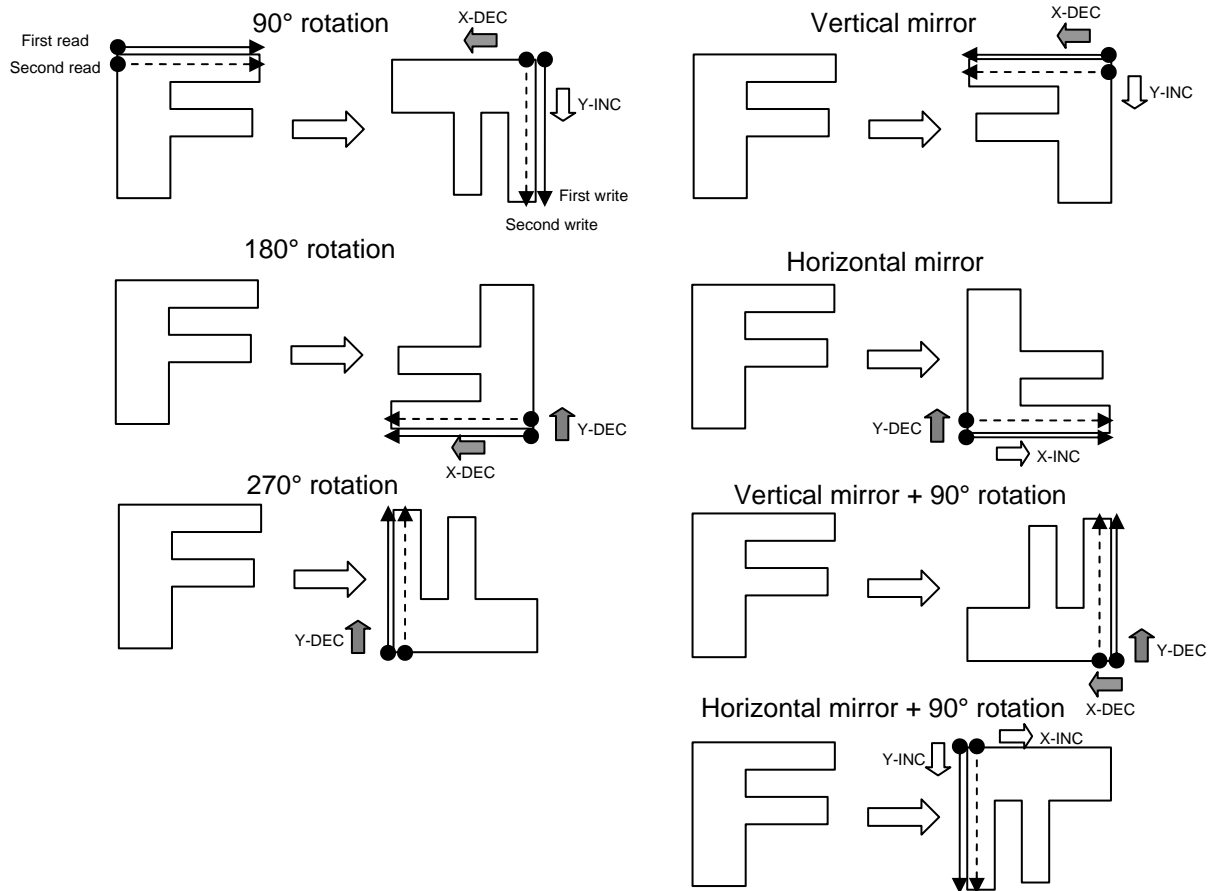 90° rotation
First read
Second read
X-DEC
Y-INC
First write
Second write
180° rotation
Y-DEC
X-DEC
270° rotation
Y-DEC
Vertical mirror
X-DEC
Y-INC
Horizontal mirror
Y-DEC
X-INC
Vertical mirror + 90° rotation
Y-DEC
X-DEC
Horizontal mirror + 90° rotation
Y-INC
X-INC